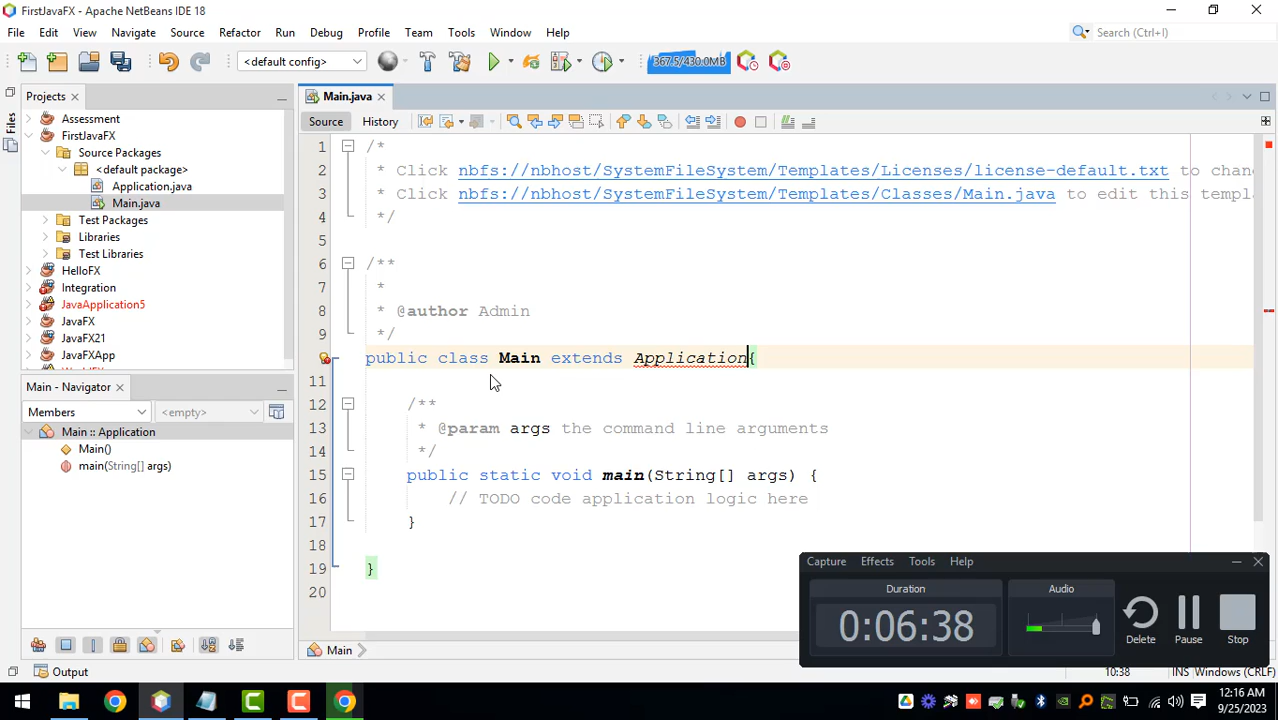 FirstJavaFX - Apache NetBeans IDE 18
File Edit View Navigate Source Refactor Run Debug Profile Team Tools Window Help
Search (Ctrl+I)
<default config>
367.5/430.0MB
Files
Projects
Main.java
Assessment
FirstJavaFX
Source Packages
<default package>
Application.java
Main.java
Test Packages
Libraries
Test Libraries
HelloFX
Integration
JavaApplication5
JavaFX
JavaFX21
JavaFXApp
Main - Navigator
Members
<empty>
Main :: Application
Main()
main(String[] args)
Source History
1 /*
2 * Click nbfs://nbhost/SystemFileSystem/Templates/Licenses/license-default.txt to chan
3 * Click nbfs://nbhost/SystemFileSystem/Templates/Classes/Main.java to edit this templa
4 */
5
6 /**
7 *
8 * @author Admin
9 */
public class Main extends Application{
11
12 /**
13 * @param args the command line arguments
14 */
15 public static void main(String[] args) {
16 // TODO code application logic here
17 }
18
19 }
20
Main
Output
10:38 INS Windows (CRLF)
Capture Effects Tools Help
Duration
0:06:38
Audio
Delete
Pause
Stop
12:16 AM
9/25/2023